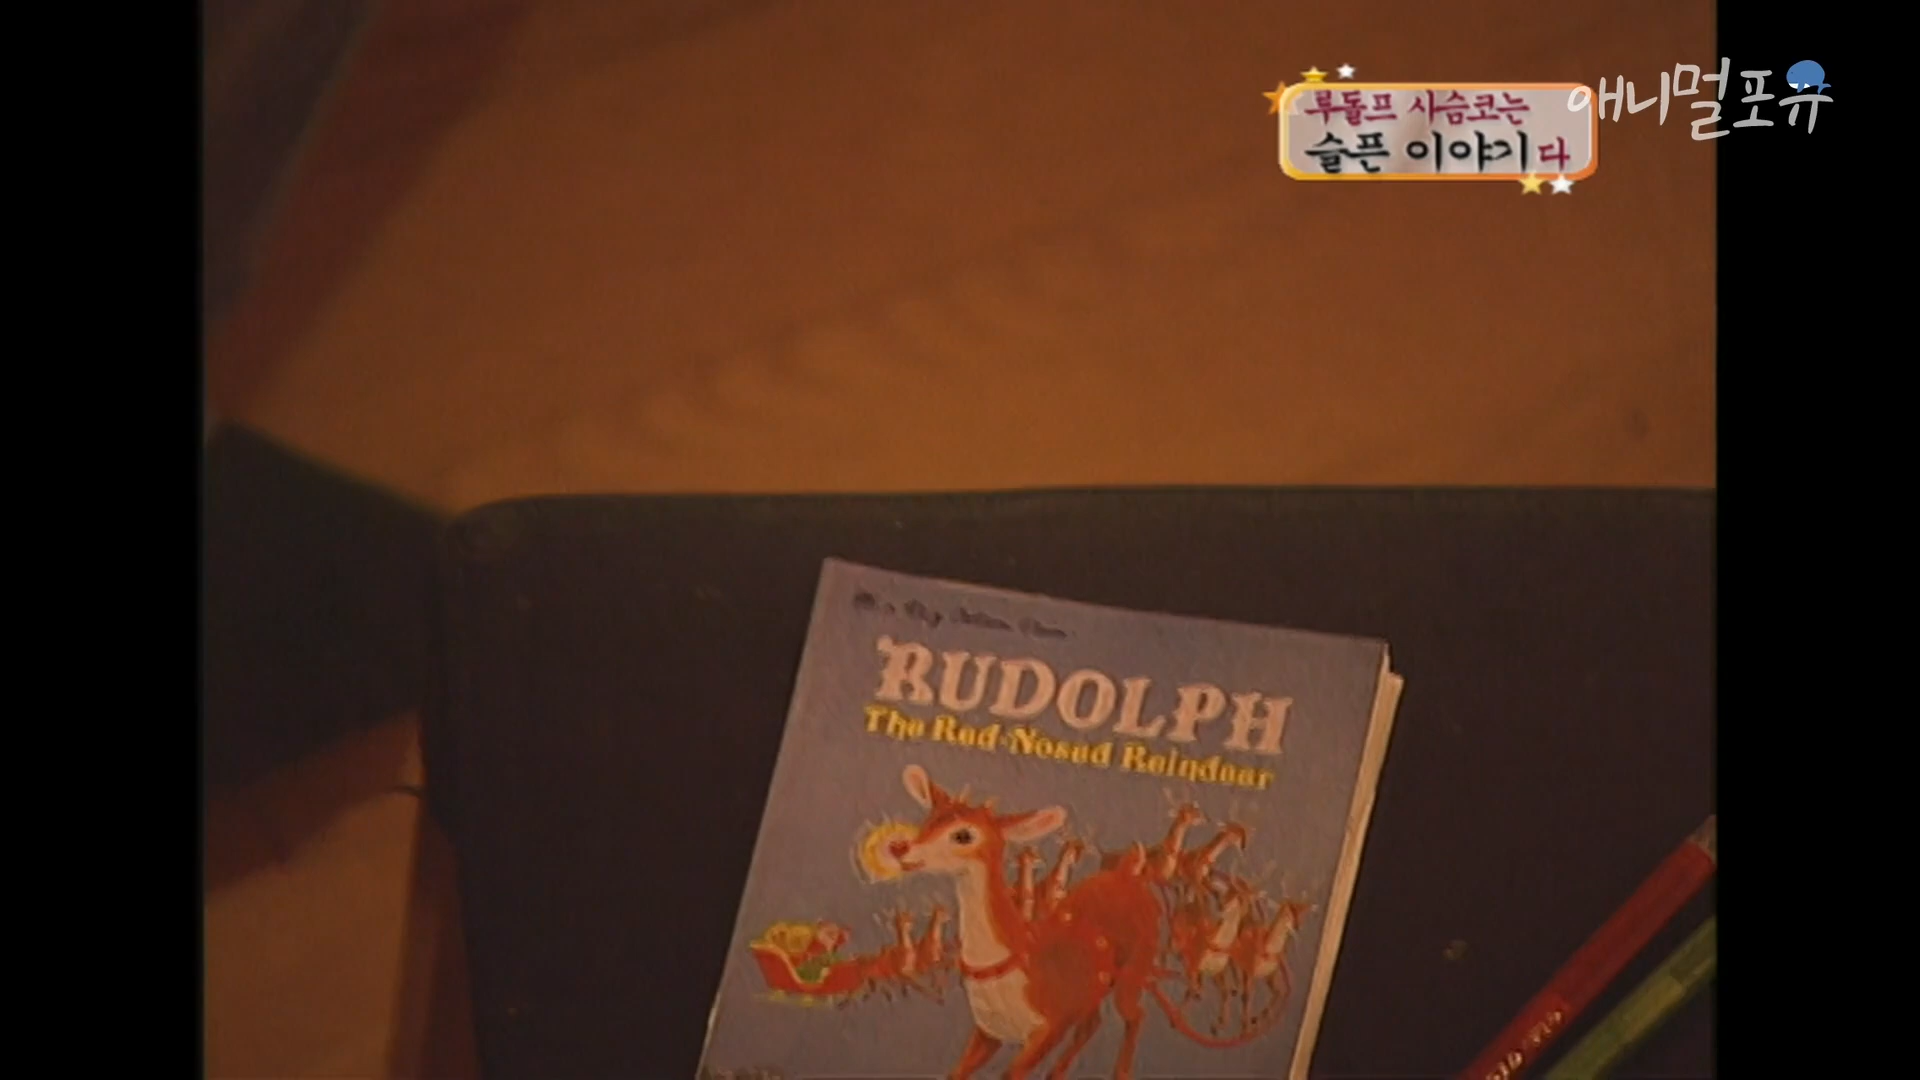 루돌프 사슴코는
슬픈 이야기다
애니멀포유
RUDOLPH
The Red-Nosed Reindeer